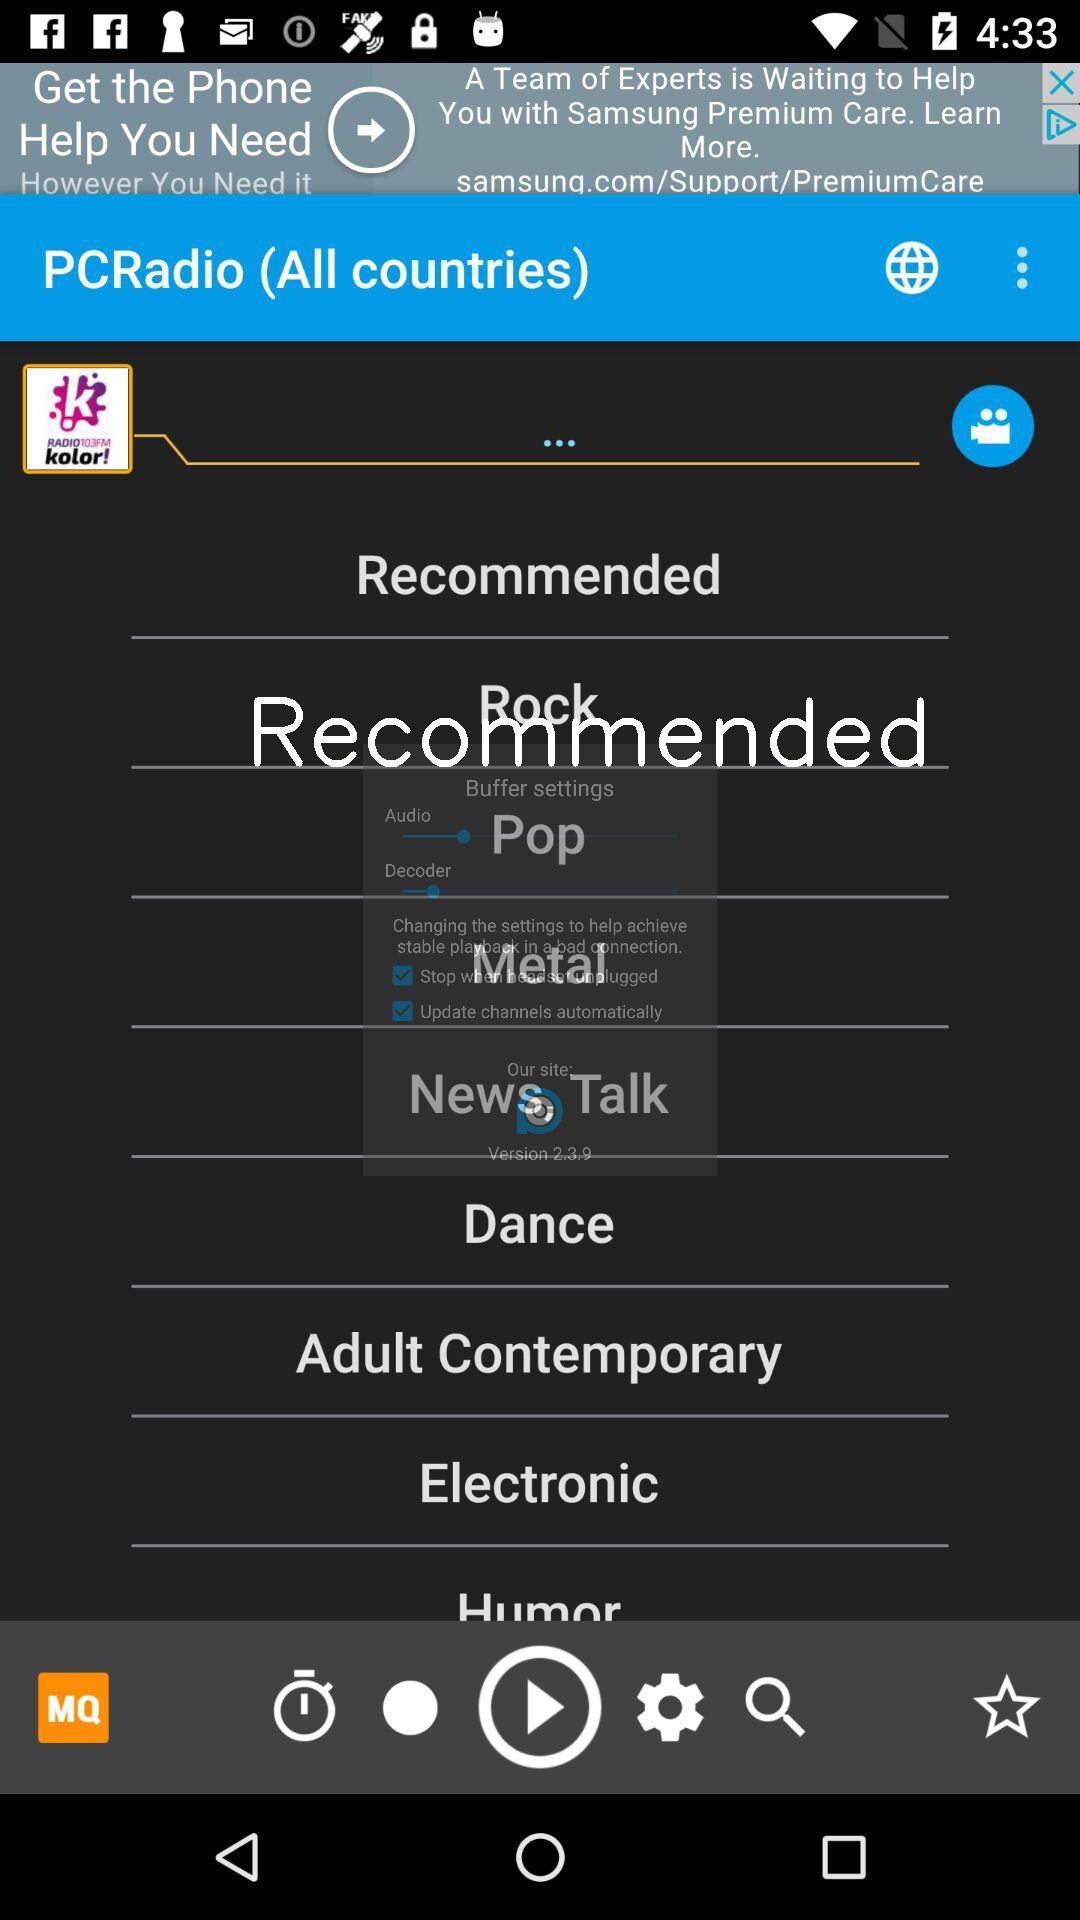 FAKE
4:33
Get the Phone
Help You Need
However You Need it
A Team of Experts is Waiting to Help
You with Samsung Premium Care. Learn
More.
samsung.com/Support/PremiumCare
PCRadio (All countries)
K
RADIO103FM
kolor!
...
Recommended
Rock
Recommended
Buffer settings
Audio
Pop
Decoder
Changing the settings to help achieve
stable playback in a bad connection.
Metal
Stop when headset unplugged
Update channels automatically
Our site:
News, Talk
Version 2.3.9
Dance
Adult Contemporary
Electronic
Humor
MQ